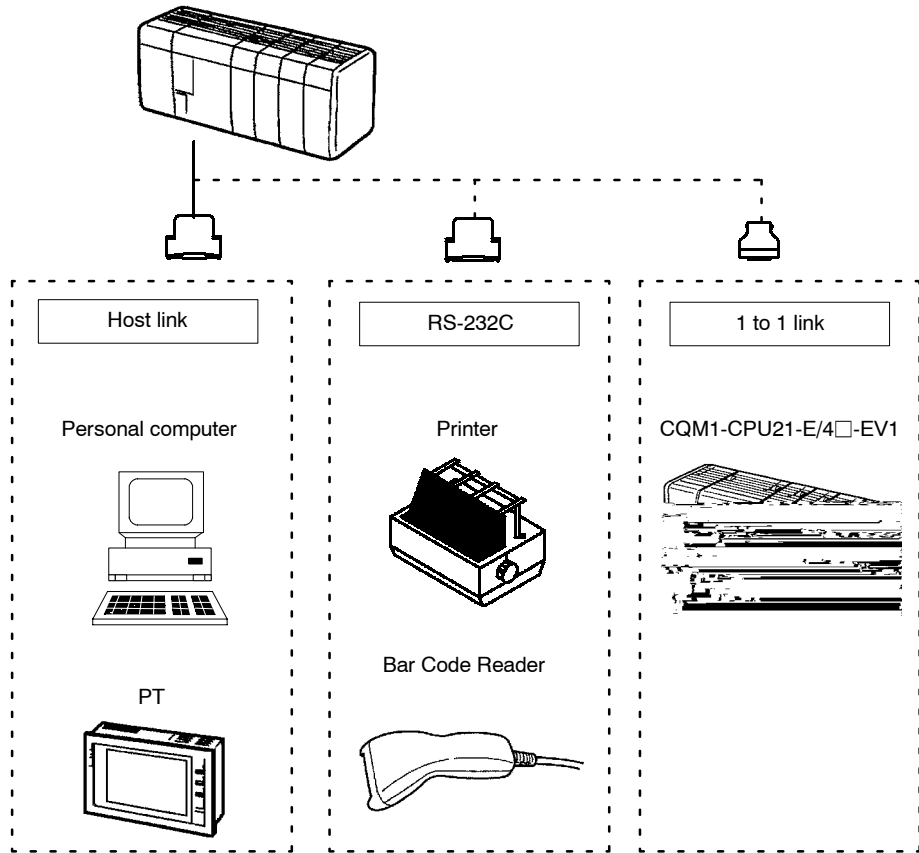 Host link
RS-232C
1 to 1 link
Personal computer
Printer
CQM1-CPU21-E/4□-EV1
Bar Code Reader
PT